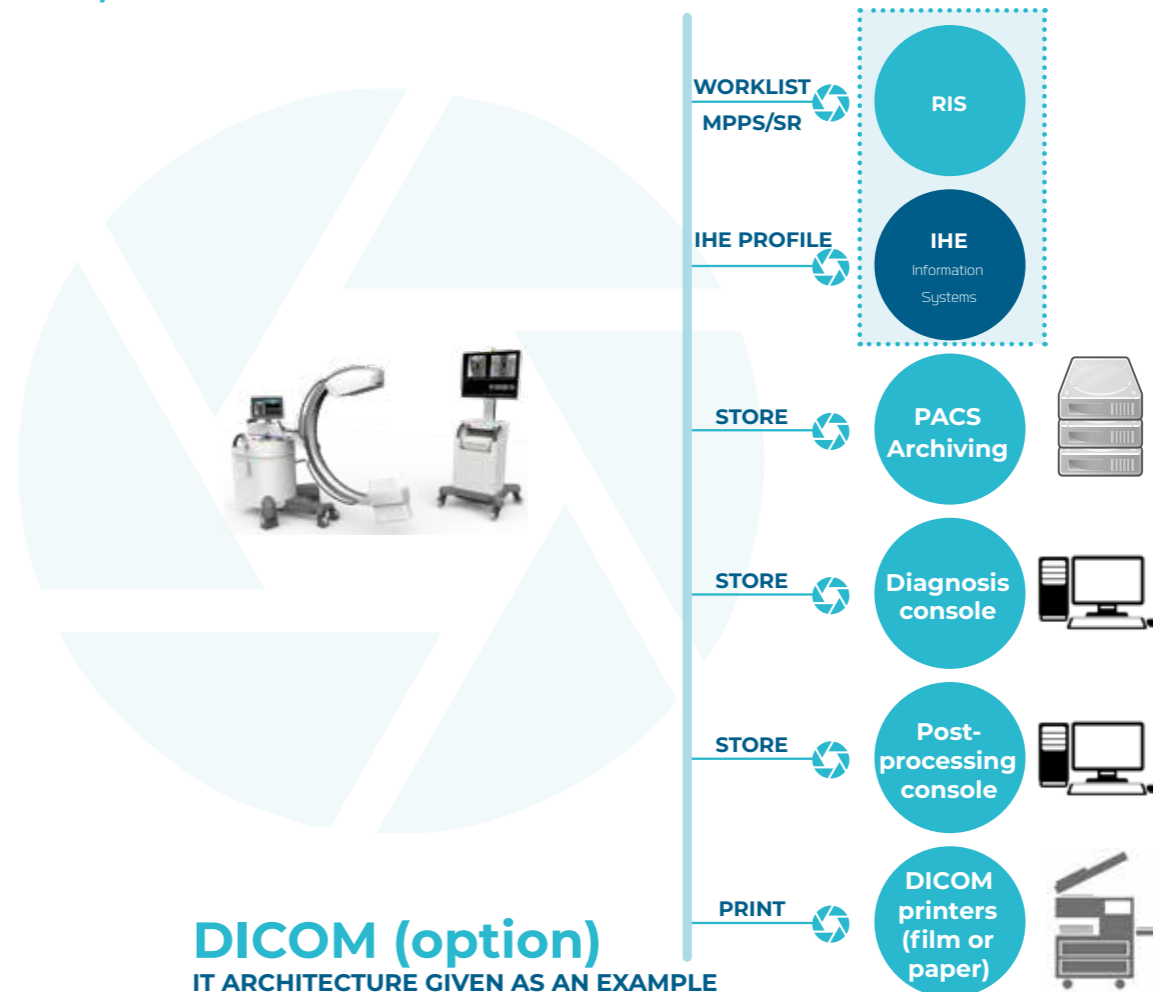 WORKLIST
MPPS/SR
RIS
IHE PROFILE
IHE
Information
Systems
STORE
PACS
Archiving
STORE
Diagnosis
console
STORE
Post-
processing
console
PRINT
DICOM
printers
(film or
paper)
DICOM (option)
IT ARCHITECTURE GIVEN AS AN EXAMPLE